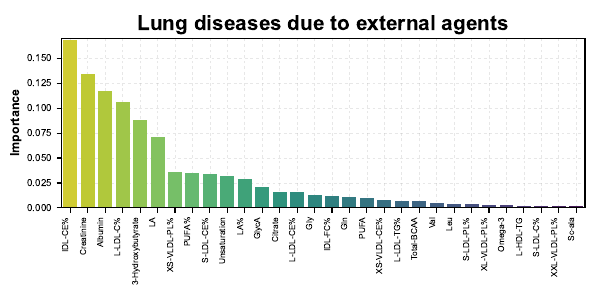 Lung diseases due to external agents
Importance
0.150
0.125
0.100
0.075
0.050
0.025
0.000
IDL-CE%
Creatinine
Albumin
L-LDL-C%
3-Hydroxybutyrate
LA
XS-VLDL-PL%
PUFA%
S-LDL-CE%
Unsaturation
LA%
GlycA
Citrate
L-LDL-CE%
Gly
IDL-FC%
Gln
PUFA
XS-VLDL-CE%
L-LDL-TG%
Total-BCAA
Val
Leu
S-LDL-PL%
XL-VLDL-PL%
Omega-3
L-HDL-TG
S-LDL-C%
XXL-VLDL-PL%
Sc-ala